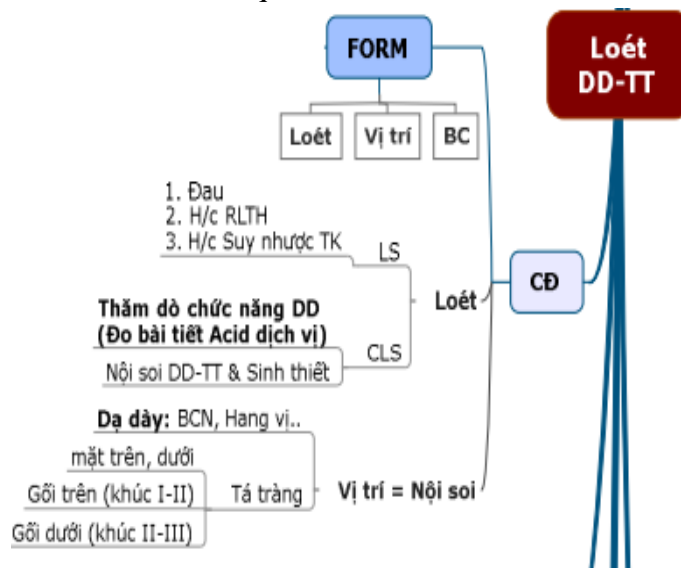 FORM
Loét
DD-TT
Loét
Vị trí
BC
1. Đau
2. H/c RLTH
3. H/c Suy nhược TK
LS
CĐ
Loét
Thăm dò chức năng DD
(Đo bài tiết Acid dịch vị)
CLS
Nội soi DD-TT & Sinh thiết
Dạ dày: BCN, Hang vị..
mặt trên, dưới
Gối trên (khúc I-II)
Tá tràng
Vị trí = Nội soi
Gối dưới (khúc II-III)